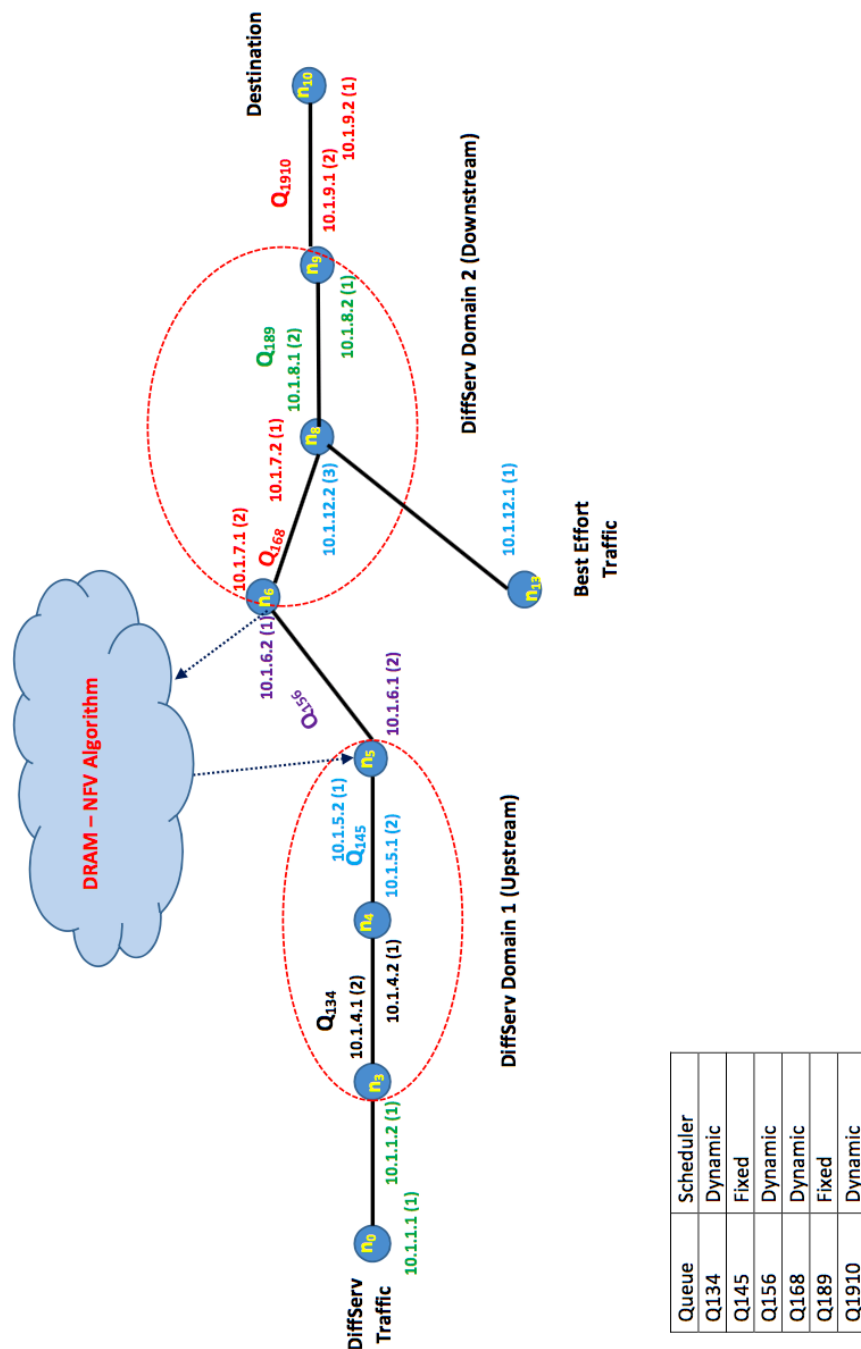 DRAM – NFV Algorithm
DiffServ
Traffic
n0
10.1.1.1 (1)
10.1.1.2 (1)
n3
Q134
10.1.4.1 (2)
10.1.4.2 (1)
n4
10.1.5.2 (1)
Q145
10.1.5.1 (2)
n5
DiffServ Domain 1 (Upstream)
10.1.6.1 (2)
Q156
10.1.6.2 (1)
n6
10.1.7.1 (2)
Q168
10.1.7.2 (1)
10.1.12.2 (3)
n8
Q189
10.1.8.1 (2)
10.1.8.2 (1)
n9
DiffServ Domain 2 (Downstream)
Q1910
10.1.9.1 (2)
10.1.9.2 (1)
n10
Destination
10.1.12.1 (1)
n13
Best Effort
Traffic
Queue Scheduler
Q134 Dynamic
Q145 Fixed
Q156 Dynamic
Q168 Dynamic
Q189 Fixed
Q1910 Dynamic